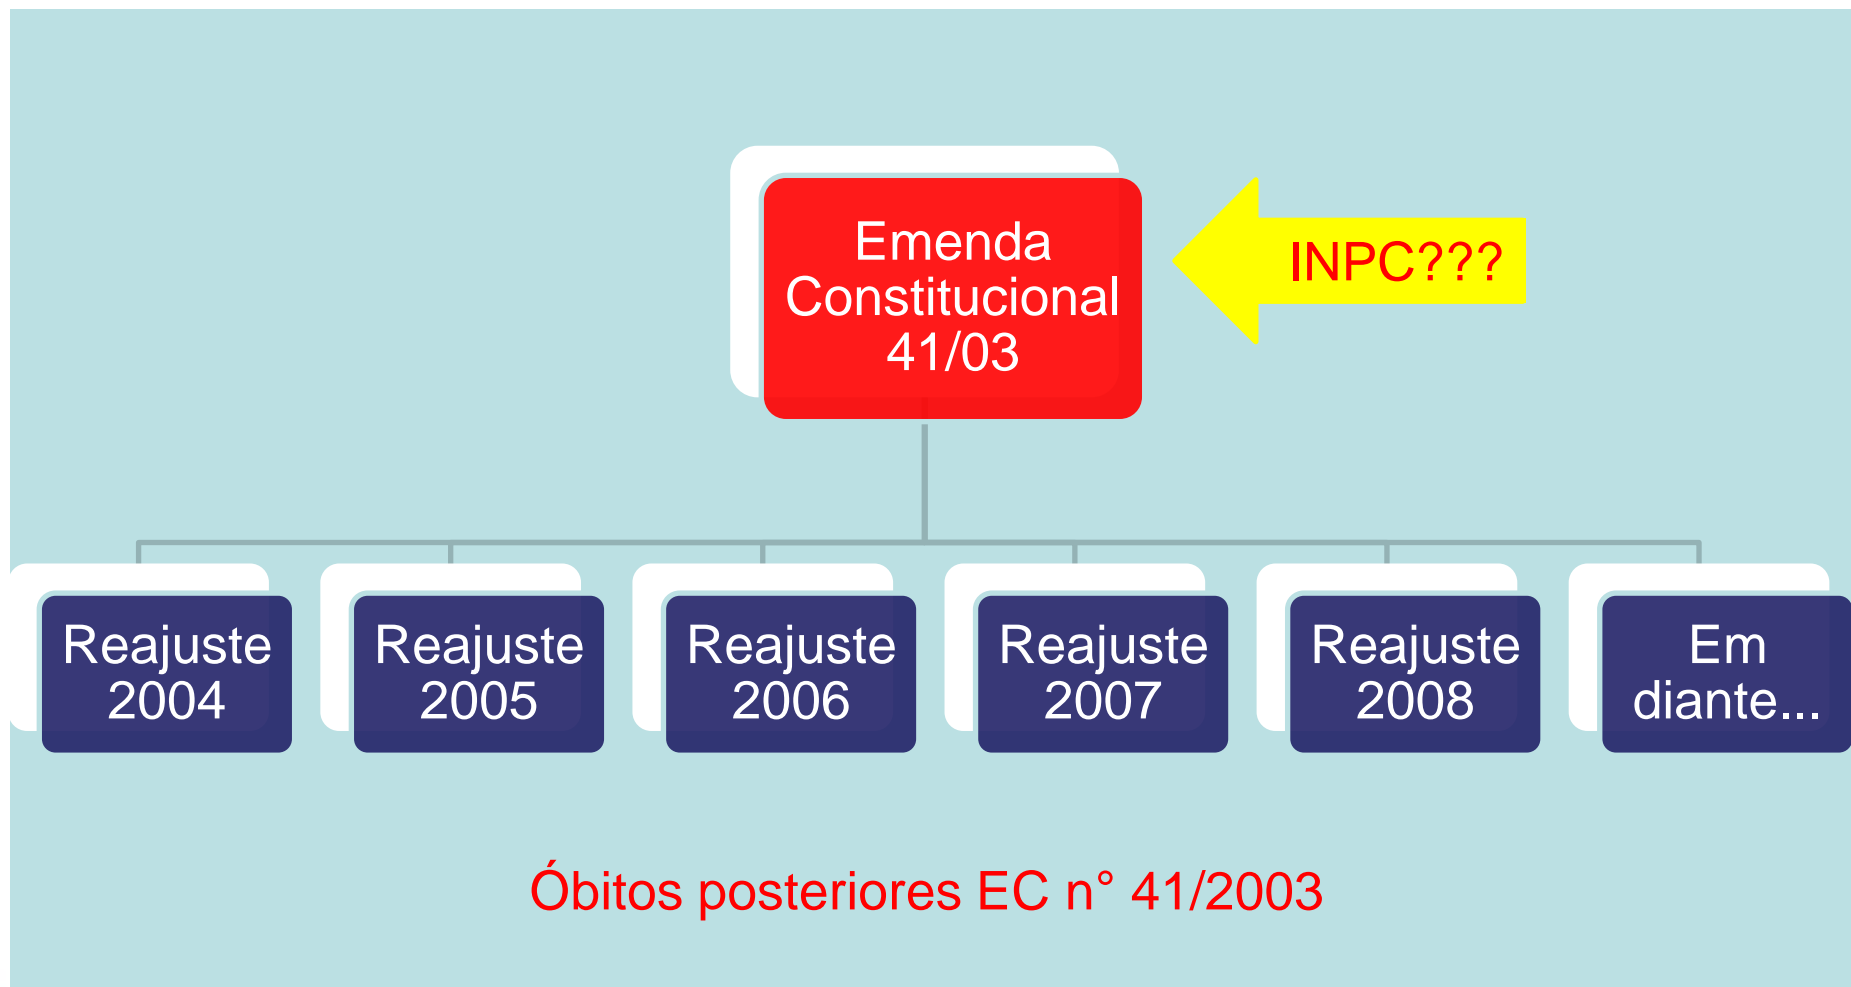 Emenda
Constitucional
41/03
INPC???
Reajuste
2004
Reajuste
2005
Reajuste
2006
Reajuste
2007
Reajuste
2008
Em
diante...
Óbitos posteriores EC n° 41/2003